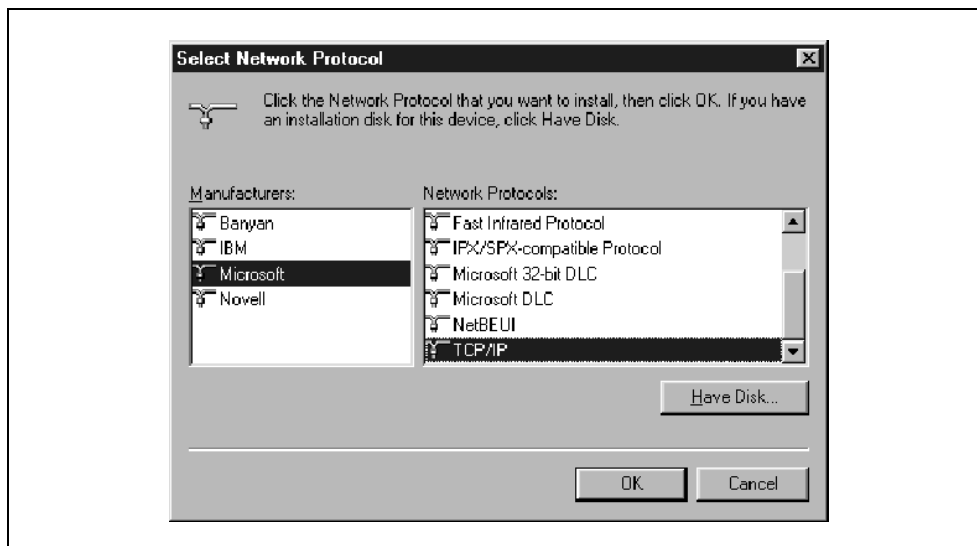 Select Network Protocol
Click the Network Protocol that you want to install, then click OK. If you have
an installation disk for this device, click Have Disk.
Manufacturers:
Banyan
IBM
Microsoft
Novell
Network Protocols:
Fast Infrared Protocol
IPX/SPX-compatible Protocol
Microsoft 32-bit DLC
Microsoft DLC
NetBEUI
TCP/IP
Have Disk...
OK
Cancel